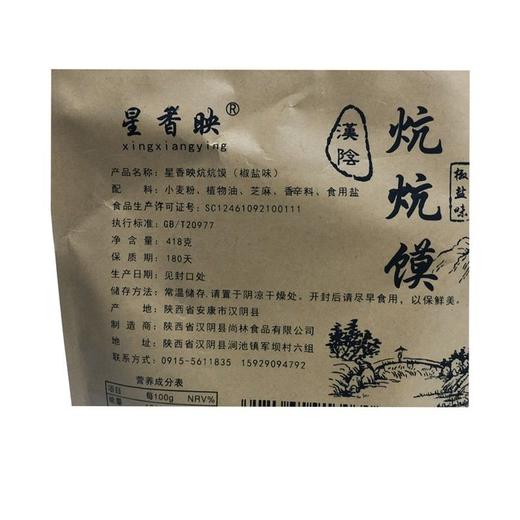 星香映®
xingxiangying
产品名称：星香映炕炕馍（椒盐味）
配 料：小麦粉、植物油、芝麻、香辛料、食用盐
食品生产许可证号：SC12461092100111
执行标准：GB/T20977
净 含 量：418克
保 质 期：180天
生产日期：见封口处
储存方法：常温储存.请置于阴凉干燥处。开封后请尽早食用，以保鲜美。
产 地：陕西省安康市汉阴县
制造商：陕西省汉阴县尚林食品有限公司
地 址：陕西省汉阴县涧池镇军坝村六组
联系方式：0915-5611835 15929094792
营养成分表
项目 每100g NRV%
能量
漢陰
炕炕馍
椒盐味